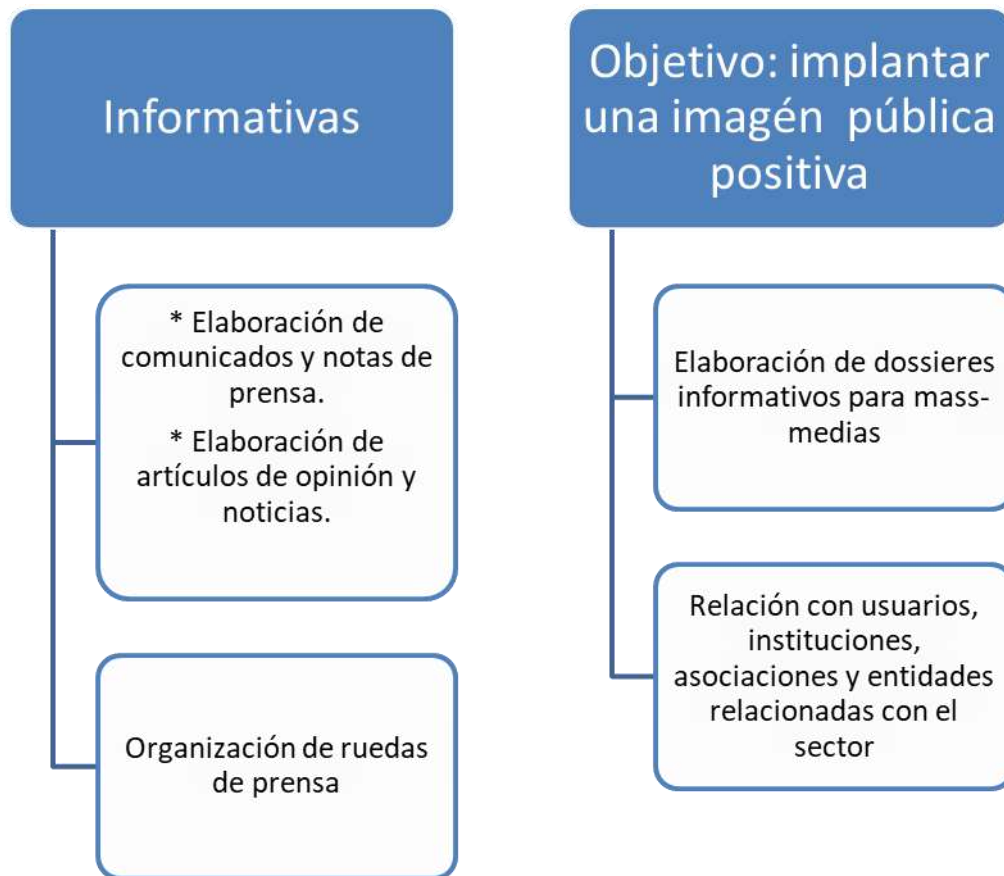 Informativas
* Elaboración de
comunicados y notas de
prensa.
* Elaboración de
artículos de opinión y
noticias.
Organización de ruedas
de prensa
Objetivo: implantar
una imagén  pública
positiva
Elaboración de dossieres
informativos para mass-
medias
Relación con usuarios,
instituciones,
asociaciones y entidades
relacionadas con el
sector